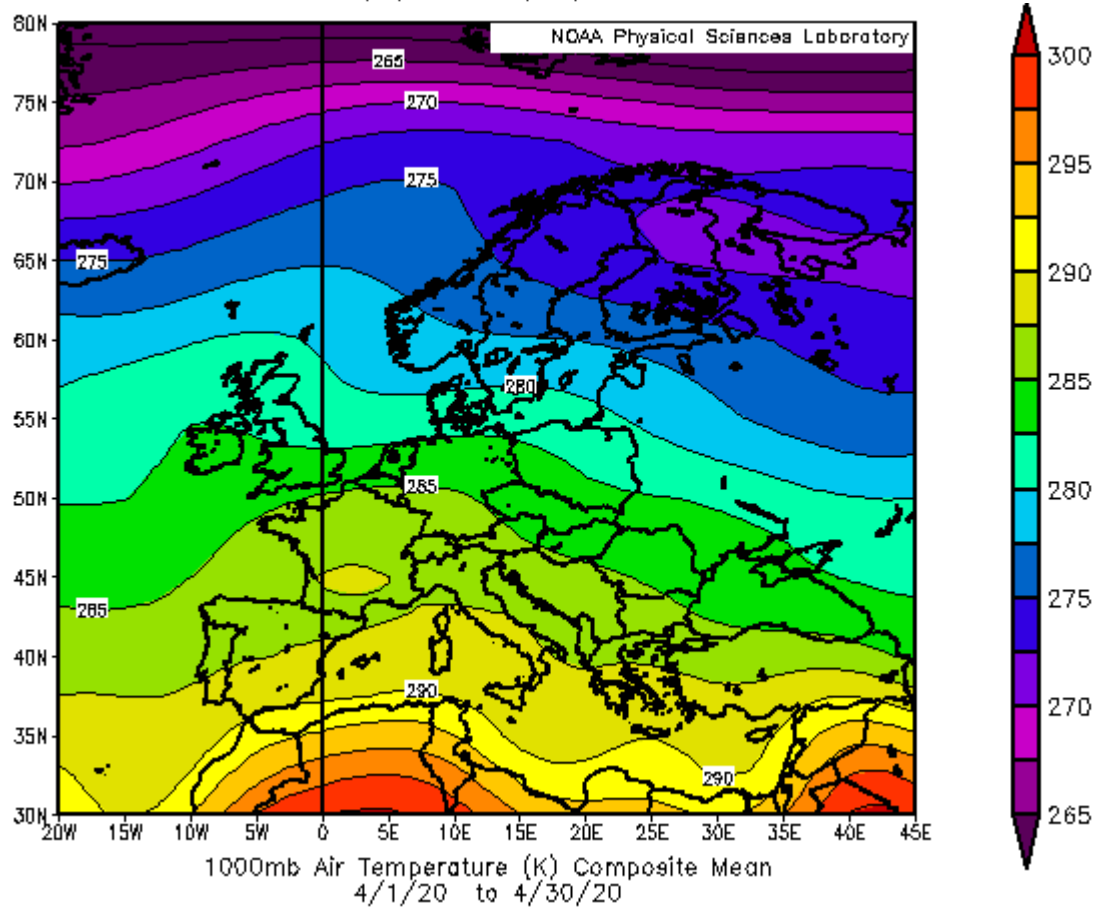 80N
NOAA Physical Sciences Laboratory
265
75N
270
70N
275
65N
275
60N
280
55N
50N
285
45N
285
40N
290
35N
290
30N
20W 15W 10W 5W 0 5E 10E 15E 20E 25E 30E 35E 40E 45E
1000mb Air Temperature (K) Composite Mean
4/1/20 to 4/30/20
300
295
290
285
280
275
270
265